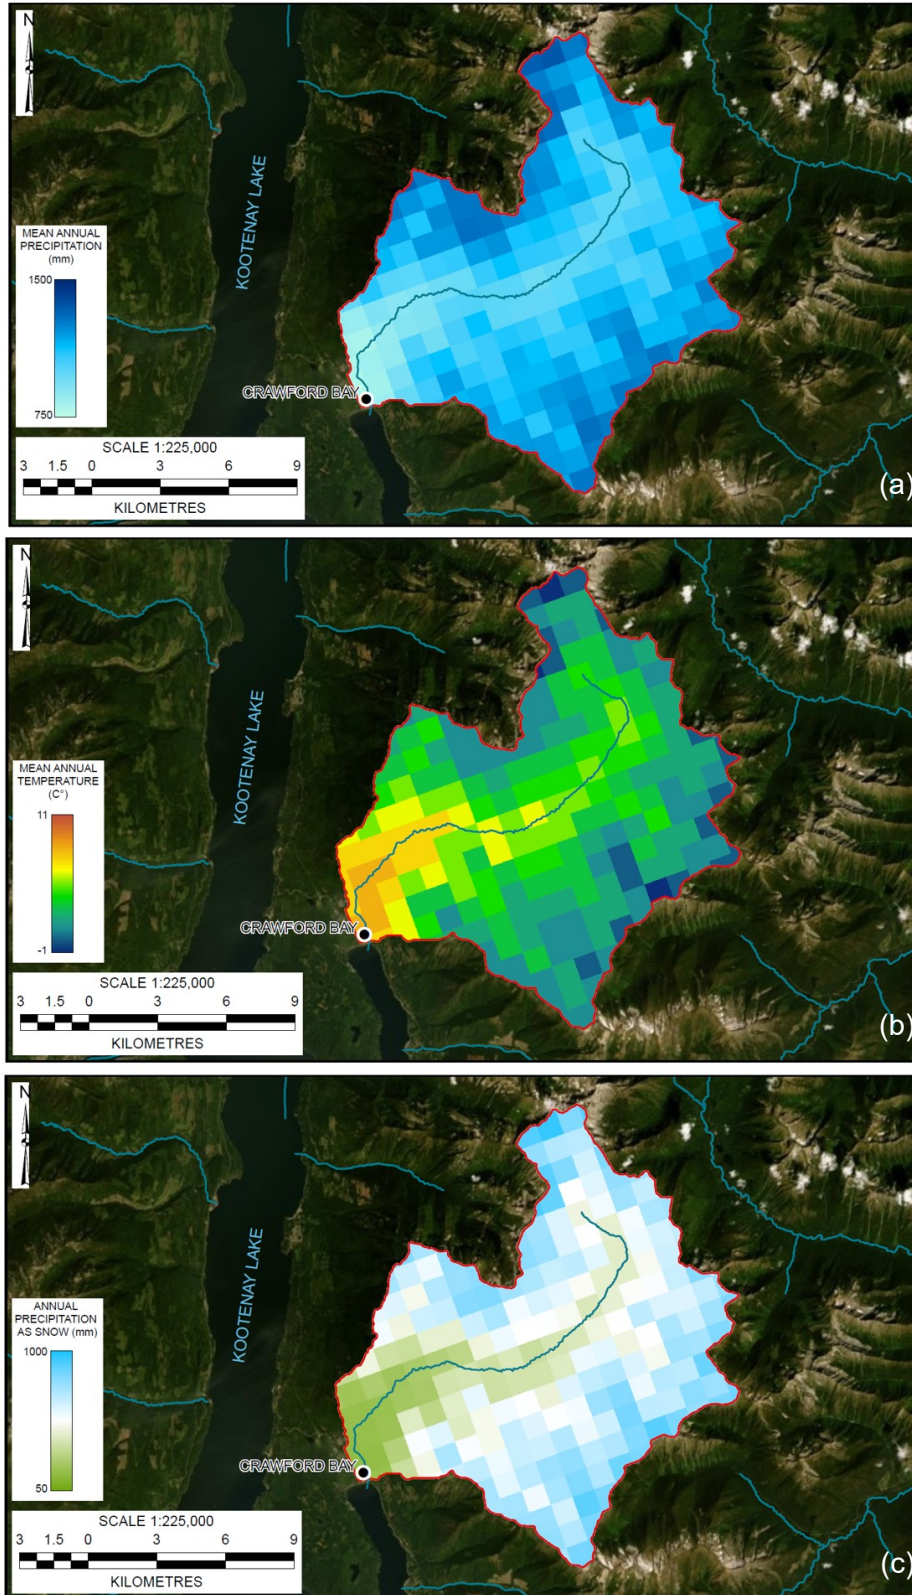 N
KOOTENAY LAKE
MEAN ANNUAL
PRECIPITATION
(mm)
1500
750
CRAWFORD BAY
SCALE 1:225,000
3 1.5 0 3 6 9
KILOMETRES
(a)
N
KOOTENAY LAKE
MEAN ANNUAL
TEMPERATURE
(C°)
11
-1
CRAWFORD BAY
SCALE 1:225,000
3 1.5 0 3 6 9
KILOMETRES
(b)
N
KOOTENAY LAKE
ANNUAL
PRECIPITATION
AS SNOW (mm)
1000
50
CRAWFORD BAY
SCALE 1:225,000
3 1.5 0 3 6 9
KILOMETRES
(c)